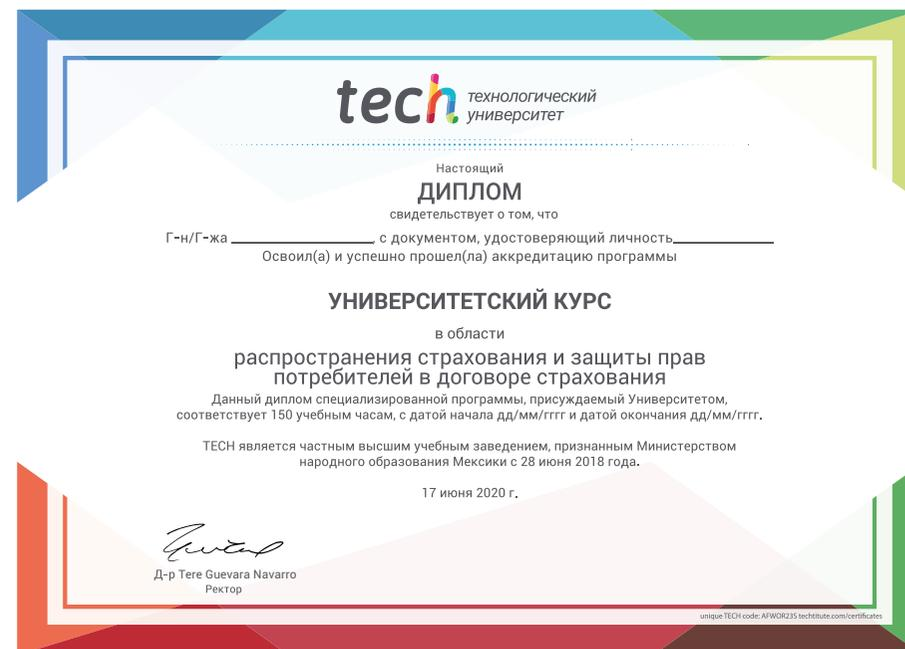 tech технологический
университет
Настоящий
ДИПЛОМ
свидетельствует о том, что
Г-н/Г-жа ____________________, с документом, удостоверяющий личность______________
Освоил(а) и успешно прошел(ла) аккредитацию программы
УНИВЕРСИТЕТСКИЙ КУРС
в области
распространения страхования и защиты прав
потребителей в договоре страхования
Данный диплом специализированной программы, присуждаемый Университетом,
соответствует 150 учебным часам, с датой начала дд/мм/гггг и датой окончания дд/мм/гггг.
TECH является частным высшим учебным заведением, признанным Министерством
народного образования Мексики с 28 июня 2018 года.
17 июня 2020 г.
Д-р Tere Guevara Navarro
Ректор
unique TECH code: AFWOR23S techtitute.com/certificates